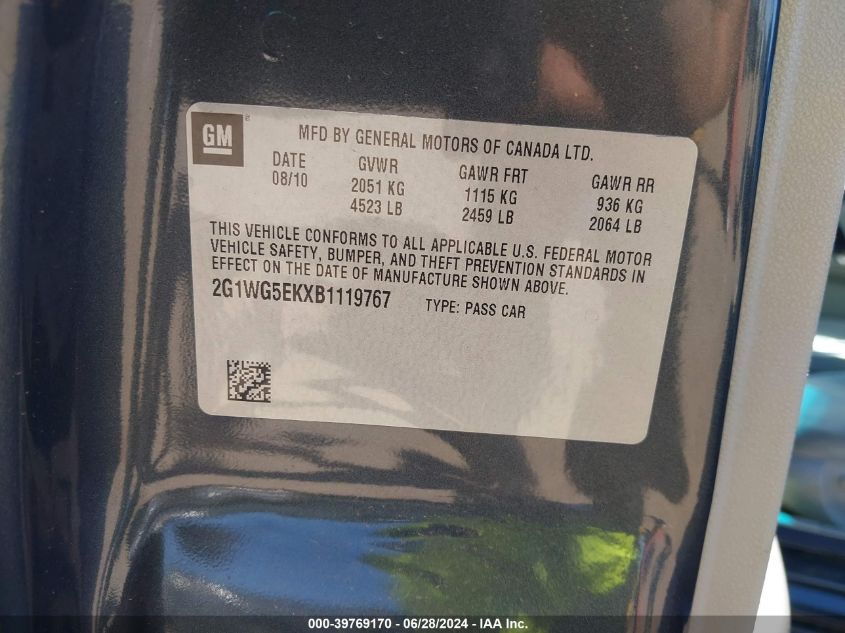 GM
MFD BY GENERAL MOTORS OF CANADA LTD.
DATE GVWR GAWR FRT GAWR RR
08/10 2051 KG 1115 KG 936 KG
4523 LB 2459 LB 2064 LB
THIS VEHICLE CONFORMS TO ALL APPLICABLE U.S. FEDERAL MOTOR
VEHICLE SAFETY, BUMPER, AND THEFT PREVENTION STANDARDS IN
EFFECT ON THE DATE OF MANUFACTURE SHOWN ABOVE.
2G1WG5EKXB1119767 TYPE: PASS CAR
000-39769170 / 06/28/2024 - IAA Inc.